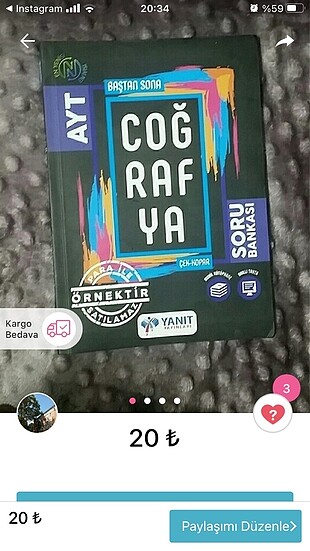 Instagram
20:34
%59
AYT
BAŞTAN SONA
COĞ
RAF
YA
SORU
BANKASI
ÇEK-KOPAR
PARA İLE
ÖRNEKTİR
SATILAMAZ
YANIT
YAYINLARI
Kargo
Bedava
3
20 ₺
20 ₺
Paylaşımı Düzenle